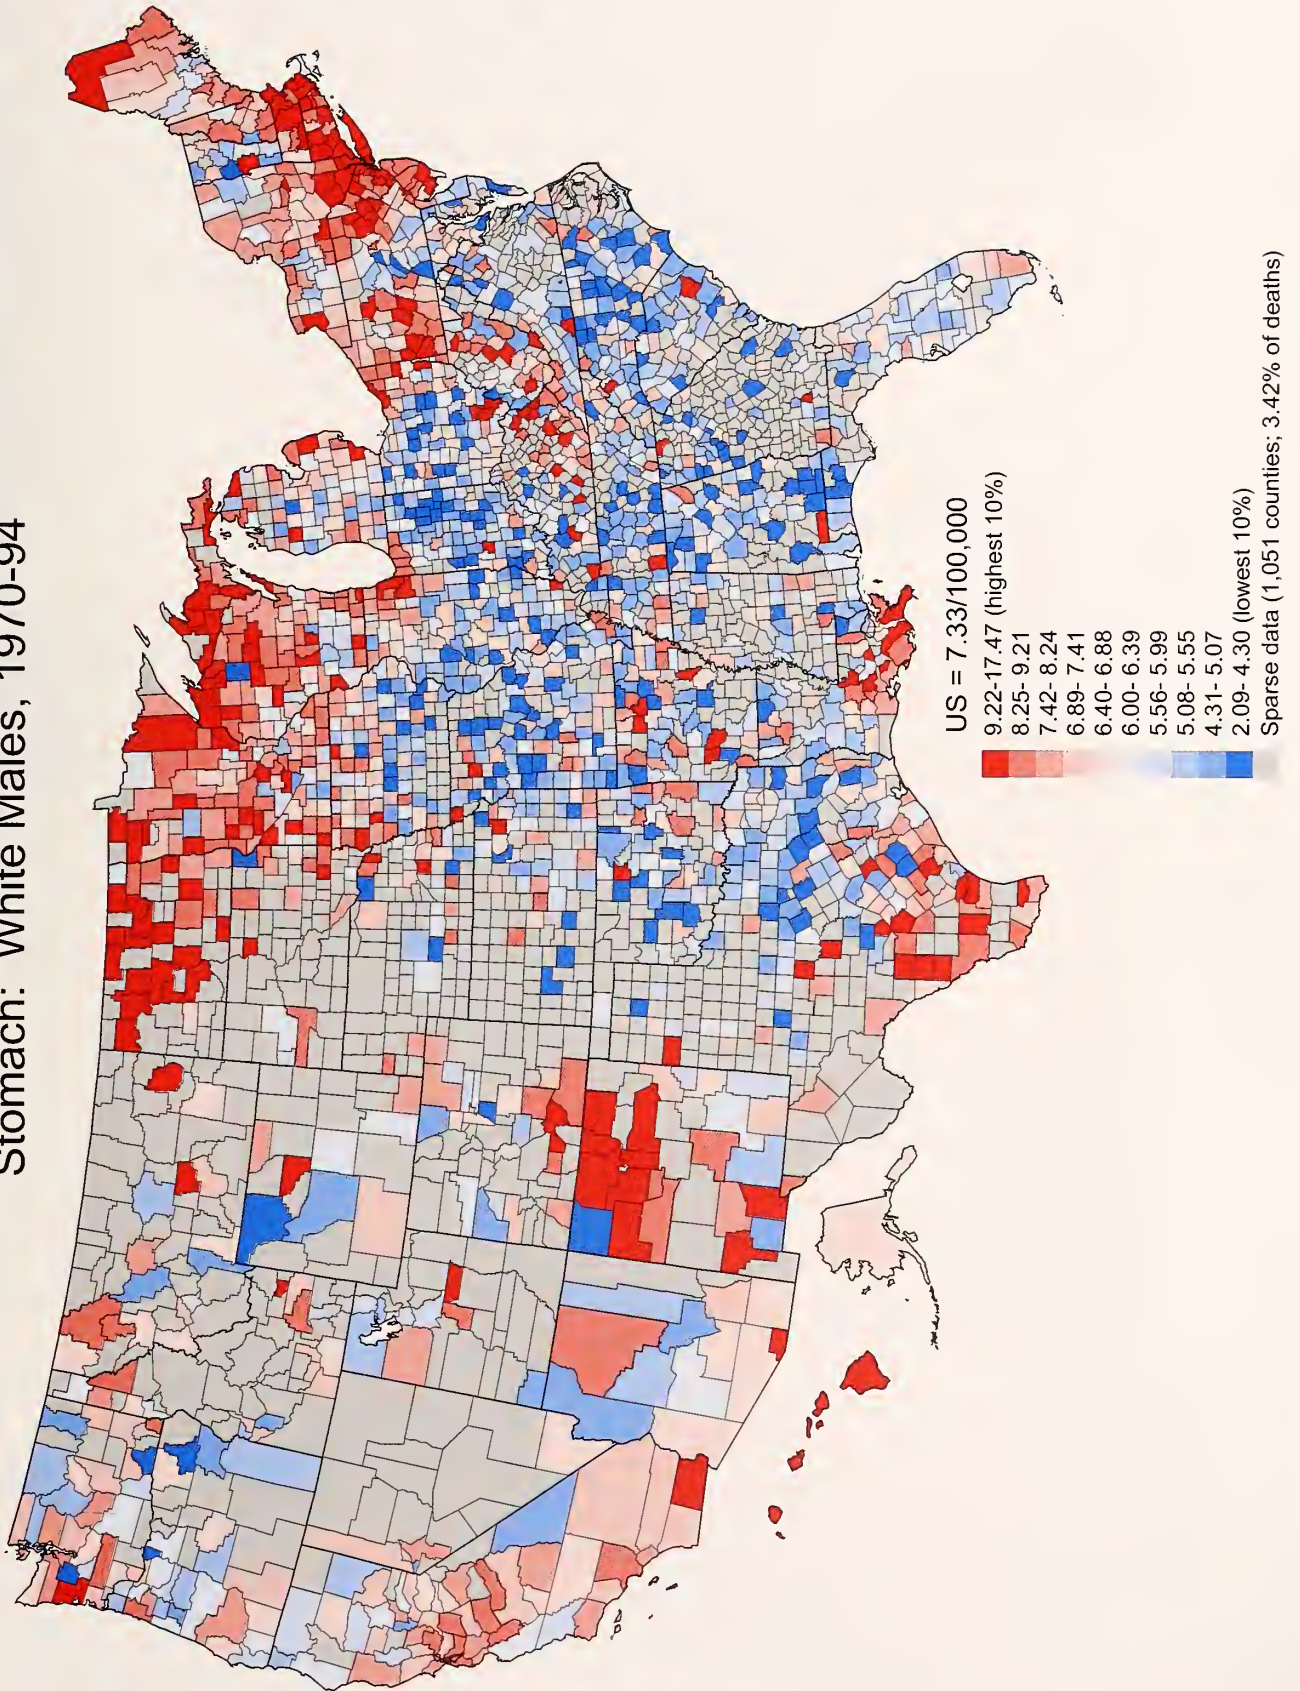 Stomach: White Males, 1970-94
US = 7.33/100,000
9.22-17.47 (highest 10%)
8.25- 9.21
7.42- 8.24
6.89- 7.41
6.40- 6.88
6.00- 6.39
5.56- 5.99
5.08- 5.55
4.31- 5.07
2.09- 4.30 (lowest 10%)
Sparse data (1,051 counties; 3.42% of deaths)